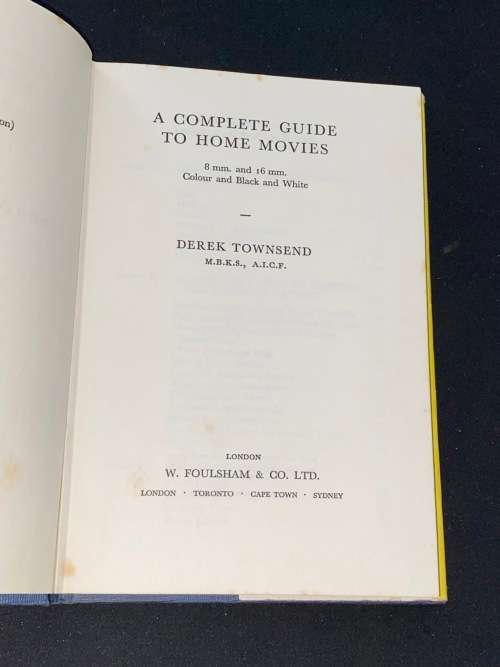 on)
A COMPLETE GUIDE
TO HOME MOVIES
8 mm. and 16 mm.
Colour and Black and White
—
DEREK TOWNSEND
M.B.K.S., A.I.C.F.
LONDON
W. FOULSHAM & CO. LTD.
LONDON · TORONTO · CAPE TOWN · SYDNEY